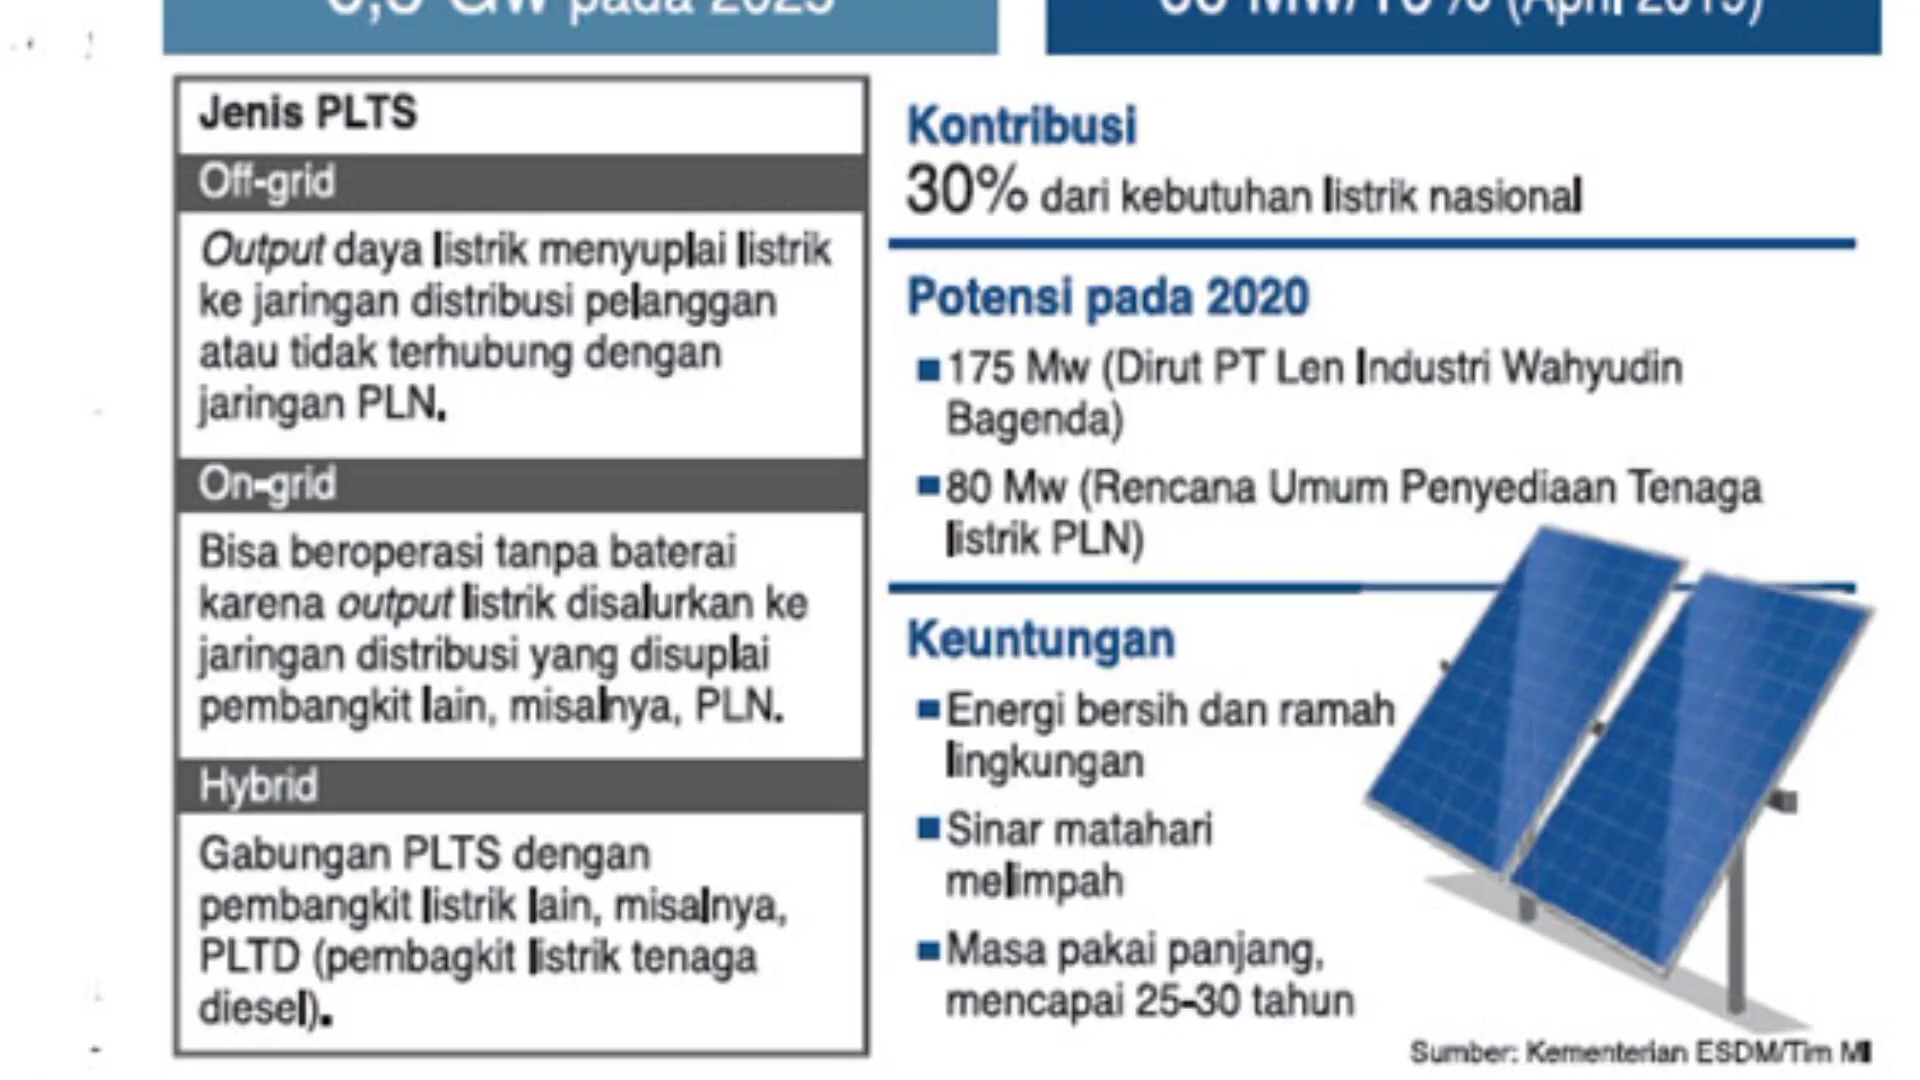 Gw pada
Mw/
Jenis PLTS
Off-grid
Output daya listrik menyuplai listrik
ke jaringan distribusi pelanggan
atau tidak terhubung dengan
jaringan PLN.
On-grid
Bisa beroperasi tanpa baterai
karena output listrik disalurkan ke
jaringan distribusi yang disuplai
pembangkit lain, misalnya, PLN.
Hybrid
Gabungan PLTS dengan
pembangkit listrik lain, misalnya,
PLTD (pembagkit listrik tenaga
diesel).
Kontribusi
30% dari kebutuhan listrik nasional
Potensi pada 2020
175 Mw (Dirut PT Len Industri Wahyudin
Bagenda)
80 Mw (Rencana Umum Penyediaan Tenaga
listrik PLN)
Keuntungan
Energi bersih dan ramah
lingkungan
Sinar matahari
melimpah
Masa pakai panjang,
mencapai 25-30 tahun
Sumber: Kementerian ESDM/Tim MI